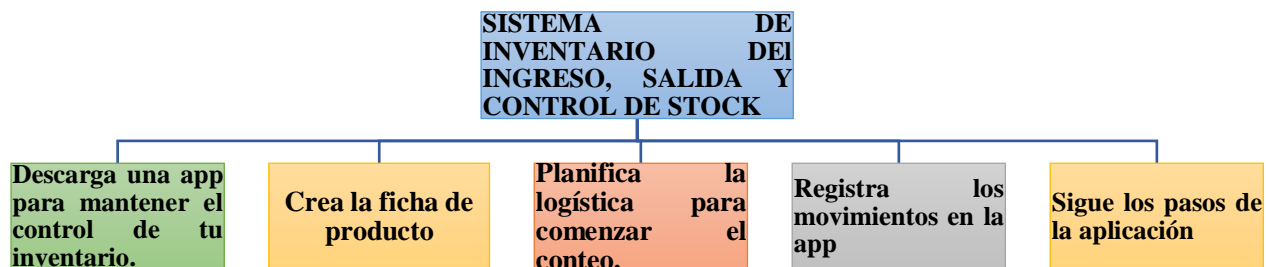 SISTEMA DE
INVENTARIO DEl
INGRESO, SALIDA Y
CONTROL DE STOCK
Descarga una app
para mantener el
control de tu
inventario.
Crea la ficha de
producto
Planifica la
logística para
comenzar el
conteo.
Registra los
movimientos en la
app
Sigue los pasos de
la aplicación